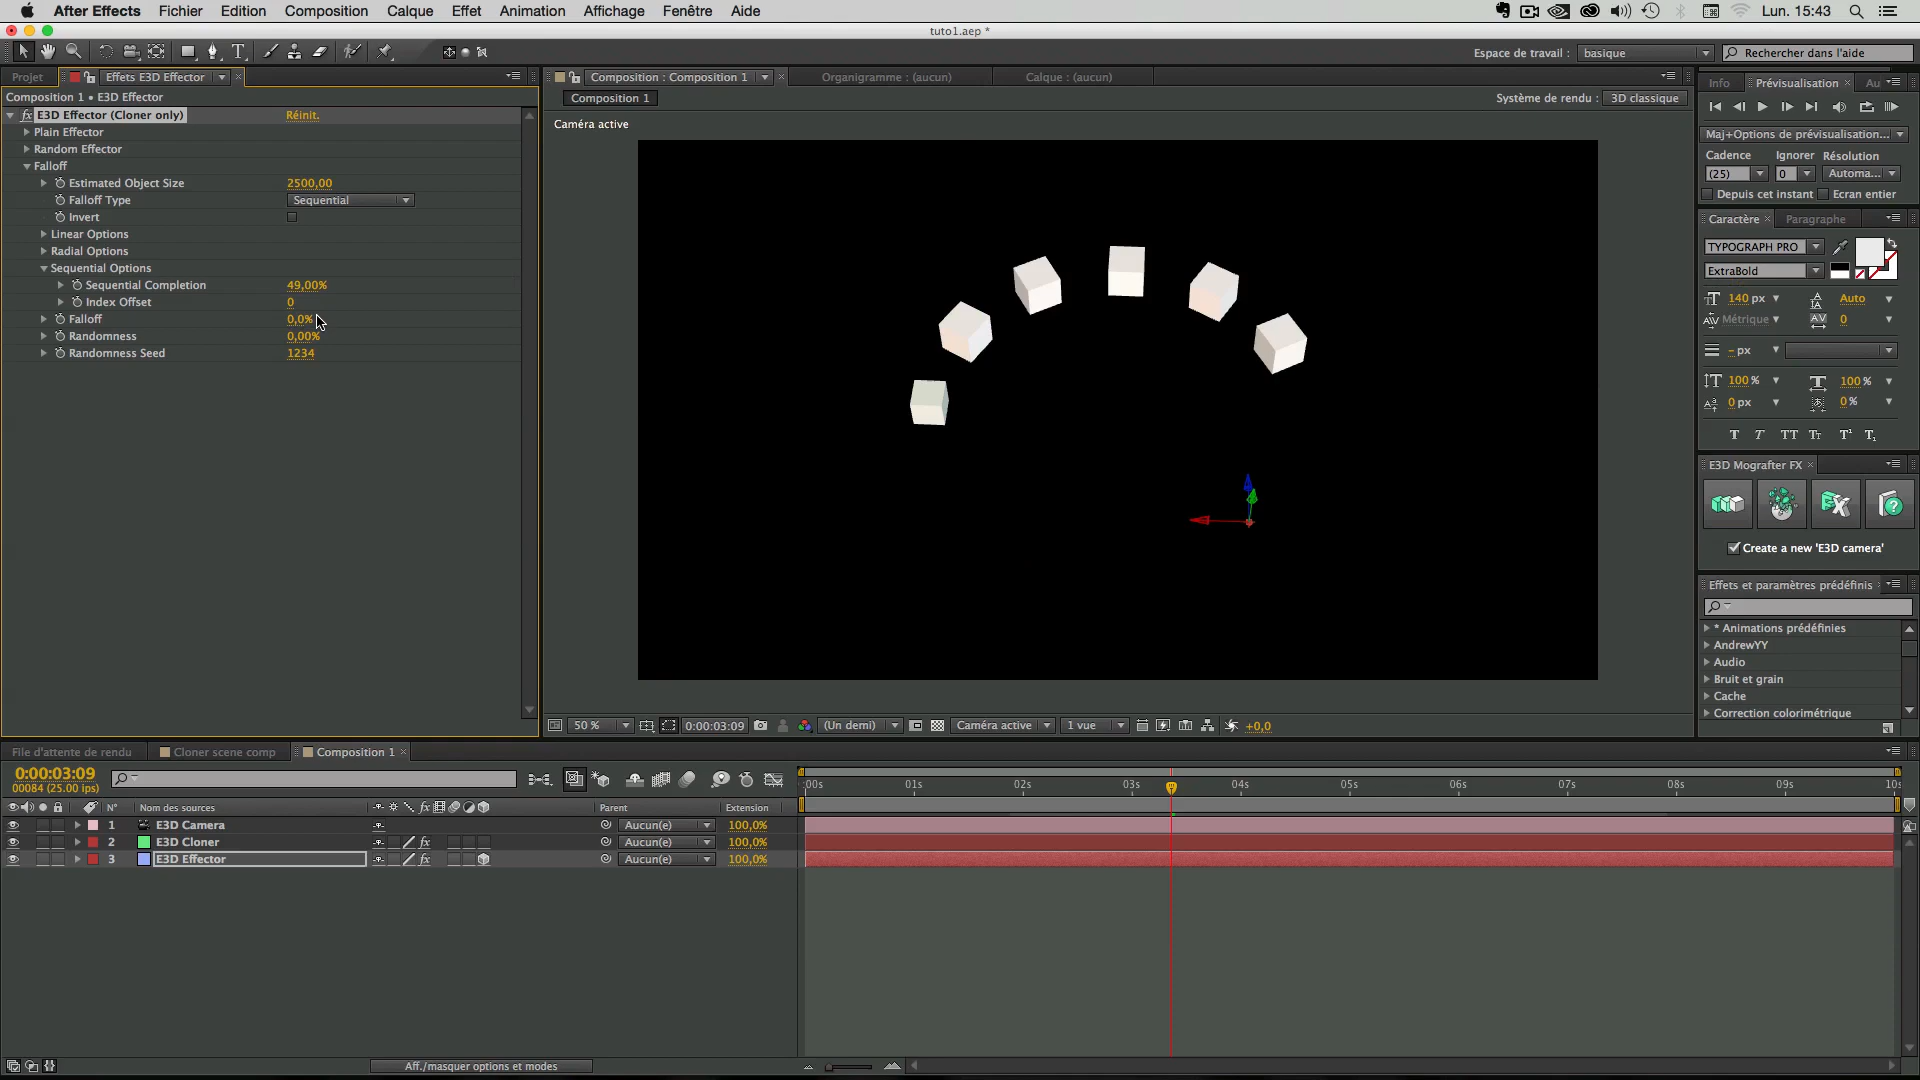 After Effects Fichier Edition Composition Calque Effet Animation Affichage Fenêtre Aide Lun. 15:43
tuto1.aep *
Espace de travail : basique Rechercher dans l'aide
Projet Effets E3D Effector Composition : Composition 1 Organigramme : (aucun) Calque : (aucun) Info Prévisualisation Au
Composition 1 • E3D Effector
Composition 1 Système de rendu : 3D classique
Caméra active
fx E3D Effector (Cloner only) Réinit.
Plain Effector
Random Effector
Falloff
Estimated Object Size 2500,00
Falloff Type Sequential
Invert
Linear Options
Radial Options
Sequential Options
Sequential Completion 49,00%
Index Offset 0
Falloff 0,0%
Randomness 0,00%
Randomness Seed 1234
Maj+Options de prévisualisation...
Cadence Ignorer Résolution
(25) 0 Automa...
Depuis cet instant Ecran entier
Caractère Paragraphe
TYPOGRAPH PRO
ExtraBold
140 px Auto
Métrique 0
- px
100 % 100 %
0 px 0 %
T T TT Tt T¹ T₁
E3D Mografter FX
Create a new 'E3D camera'
Effets et paramètres prédéfinis
* Animations prédéfinies
AndrewYY
Audio
Bruit et grain
Cache
Correction colorimétrique
50 % 0:00:03:09 (Un demi) Caméra active 1 vue +0,0
File d'attente de rendu Cloner scene comp Composition 1
0:00:03:09
00084 (25.00 ips)
:00s 01s 02s 03s 04s 05s 06s 07s 08s 09s 10s
N° Nom des sources fx Parent Extension
1 E3D Camera Aucun(e) 100,0%
2 E3D Cloner fx Aucun(e) 100,0%
3 E3D Effector fx Aucun(e) 100,0%
Aff./masquer options et modes